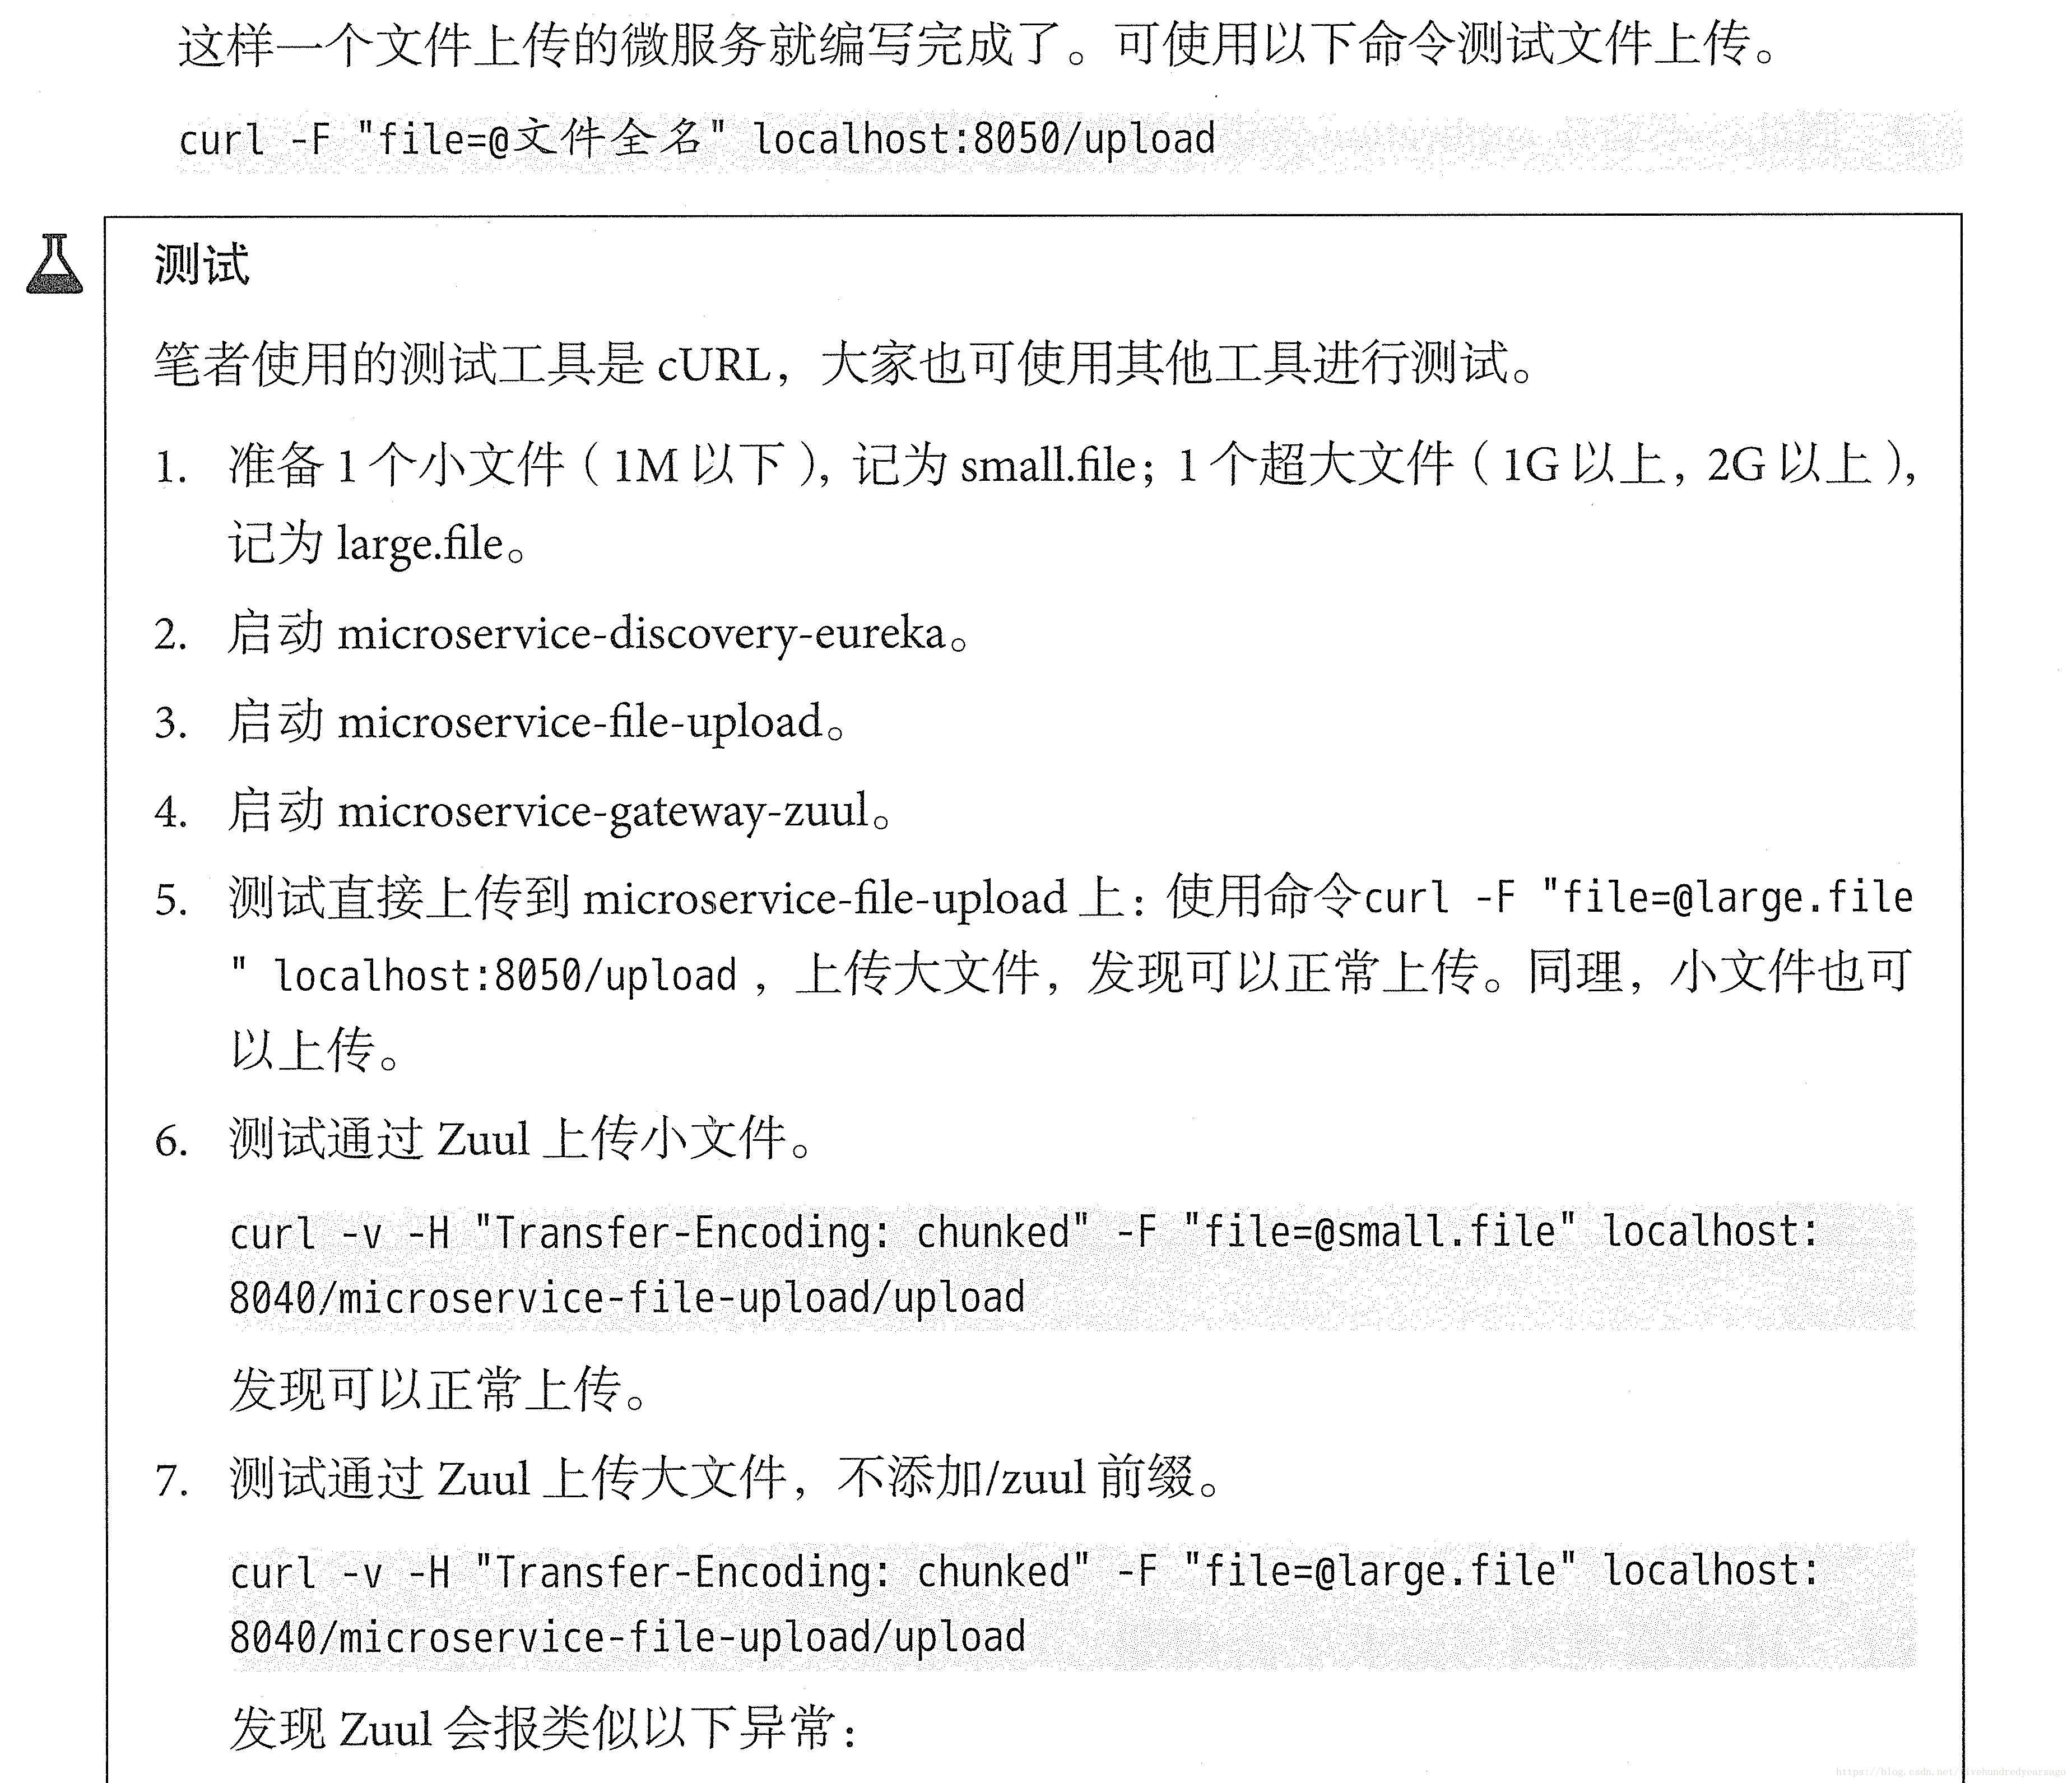 这样一个文件上传的微服务就编写完成了。可使用以下命令测试文件上传。
curl -F "file=@文件全名" localhost:8050/upload
测试
笔者使用的测试工具是 cURL，大家也可使用其他工具进行测试。
1. 准备 1 个小文件（1M 以下），记为 small.file；1 个超大文件（1G 以上，2G 以上），
记为 large.file。
2. 启动 microservice-discovery-eureka。
3. 启动 microservice-file-upload。
4. 启动 microservice-gateway-zuul。
5. 测试直接上传到 microservice-file-upload 上：使用命令curl -F "file=@large.file
" localhost:8050/upload ，上传大文件，发现可以正常上传。同理，小文件也可
以上传。
6. 测试通过 Zuul 上传小文件。
curl -v -H "Transfer-Encoding: chunked" -F "file=@small.file" localhost:
8040/microservice-file-upload/upload
发现可以正常上传。
7. 测试通过 Zuul 上传大文件，不添加/zuul 前缀。
curl -v -H "Transfer-Encoding: chunked" -F "file=@large.file" localhost:
8040/microservice-file-upload/upload
发现 Zuul 会报类似以下异常：